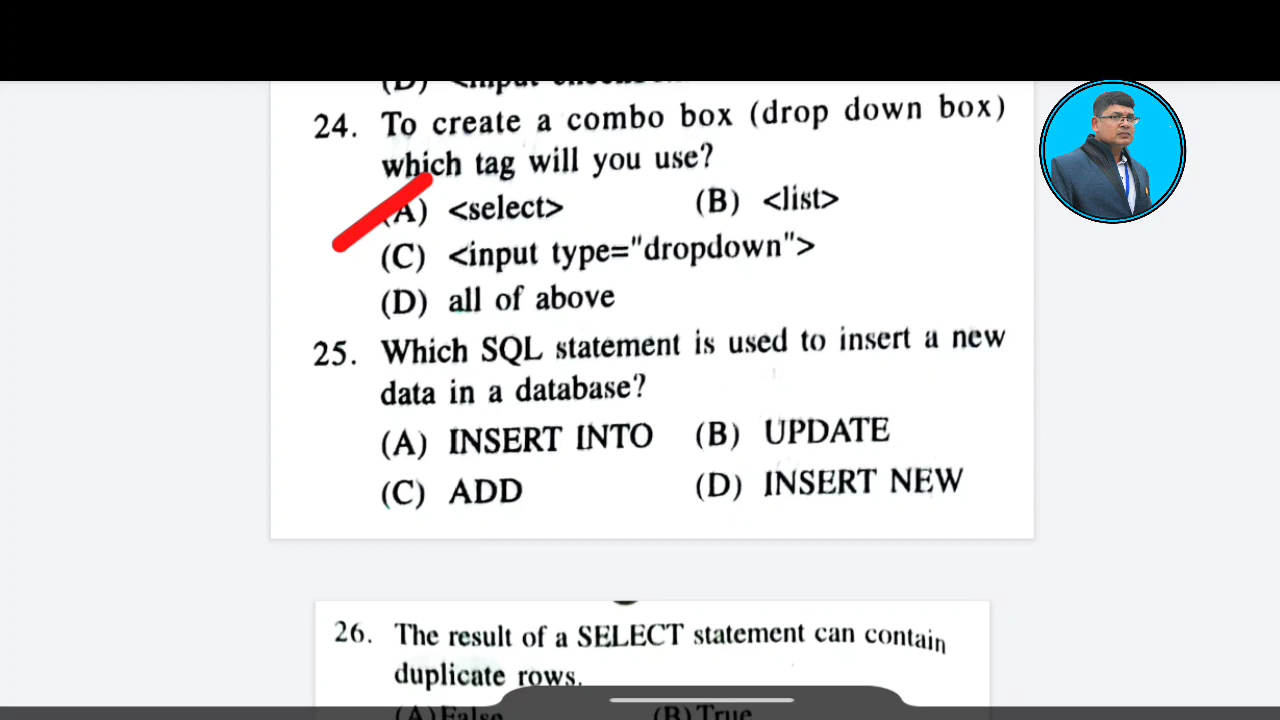 24. To create a combo box (drop down box)
which tag will you use?
(A) <select> (B) <list>
(C) <input type="dropdown">
(D) all of above
25. Which SQL statement is used to insert a new
data in a database?
(A) INSERT INTO (B) UPDATE
(C) ADD (D) INSERT NEW
26. The result of a SELECT statement can contain
duplicate rows.
(A) False (B) True